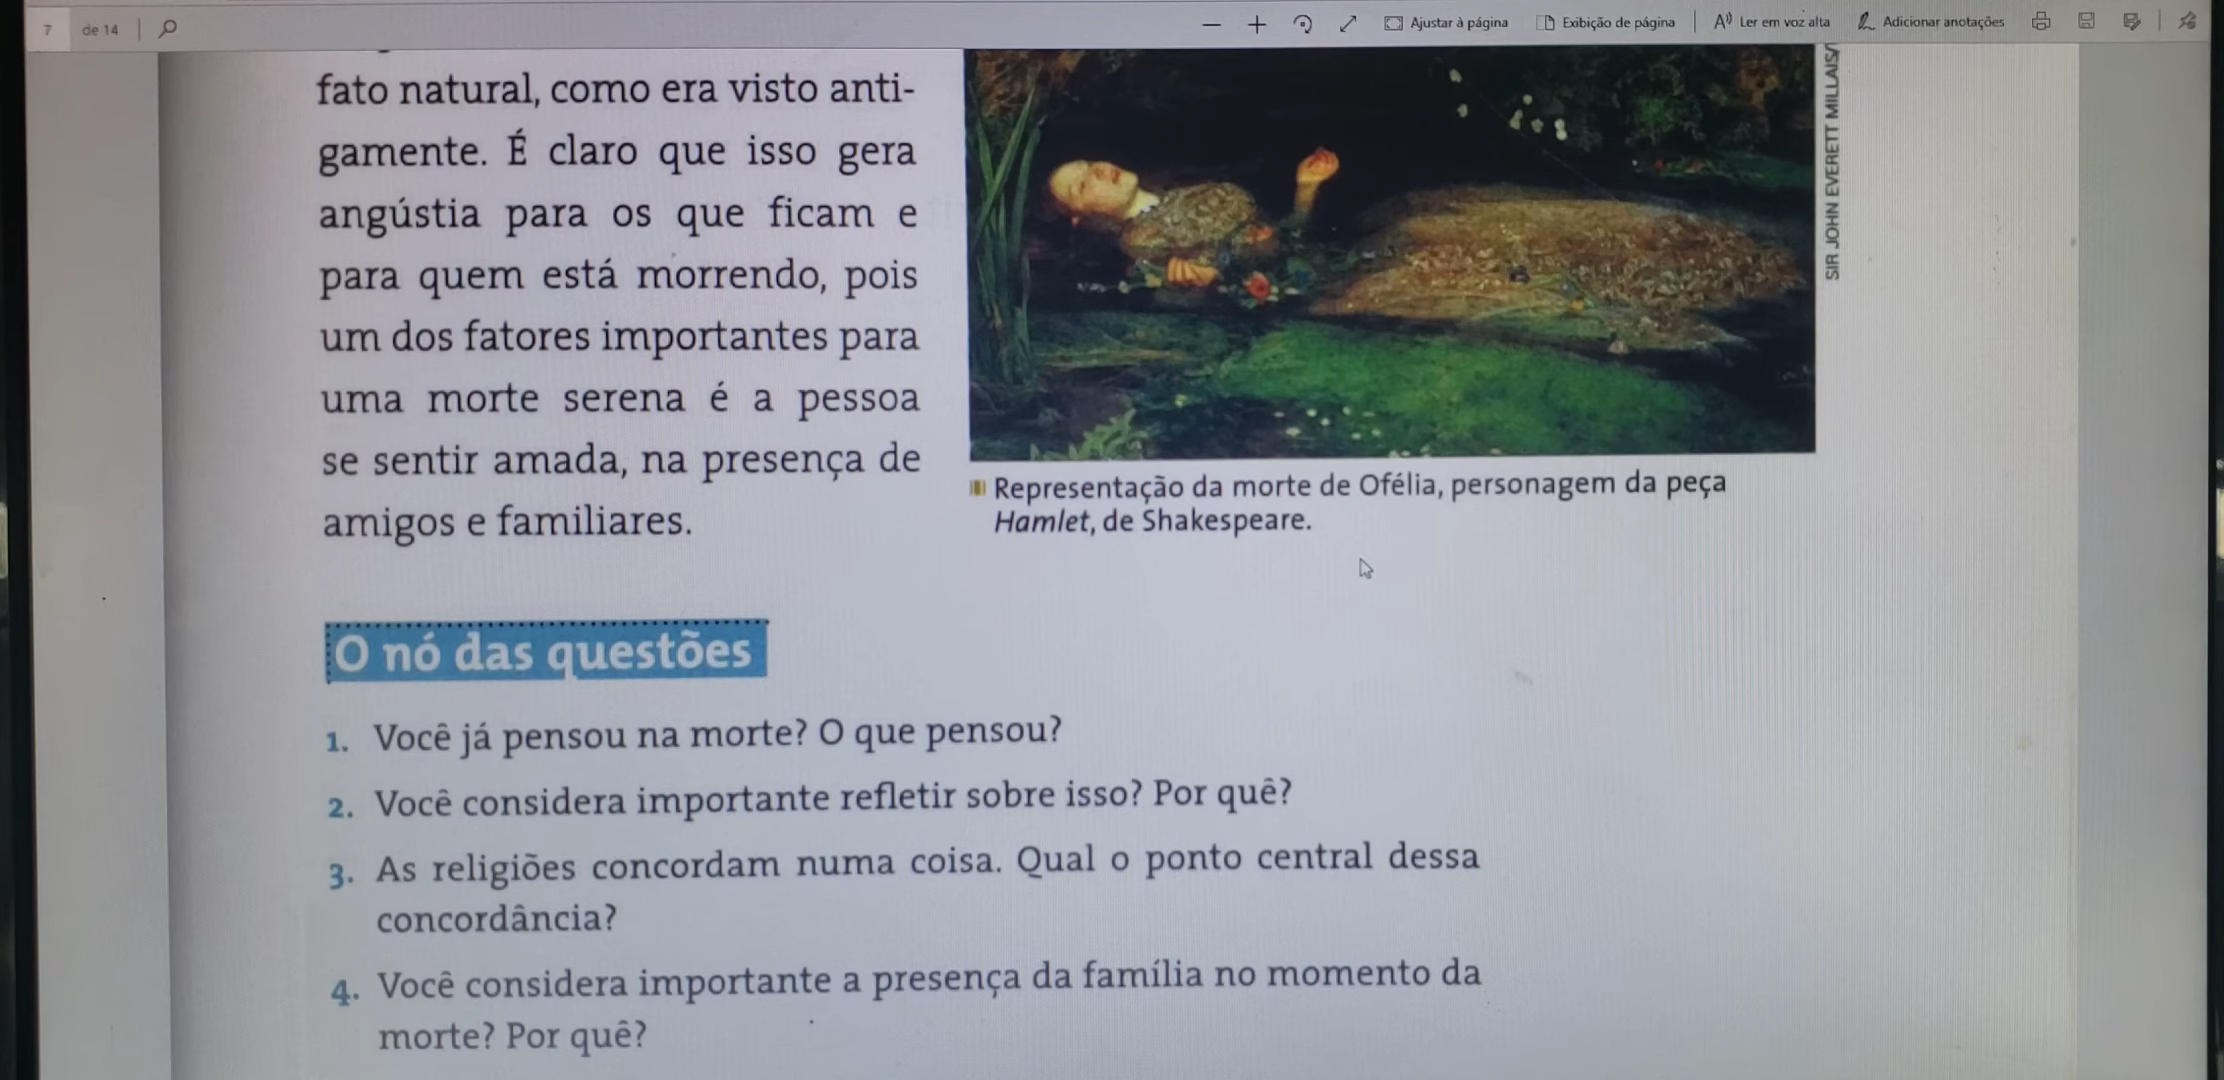 7 de 14 Ajustar à página Exibição de página Ler em voz alta Adicionar anotações
fato natural, como era visto anti-
gamente. É claro que isso gera
angústia para os que ficam e
para quem está morrendo, pois
um dos fatores importantes para
uma morte serena é a pessoa
se sentir amada, na presença de
amigos e familiares.
SIR JOHN EVERETT MILLAIS/
Representação da morte de Ofélia, personagem da peça
Hamlet, de Shakespeare.
O nó das questões
1. Você já pensou na morte? O que pensou?
2. Você considera importante refletir sobre isso? Por quê?
3. As religiões concordam numa coisa. Qual o ponto central dessa
concordância?
4. Você considera importante a presença da família no momento da
morte? Por quê?